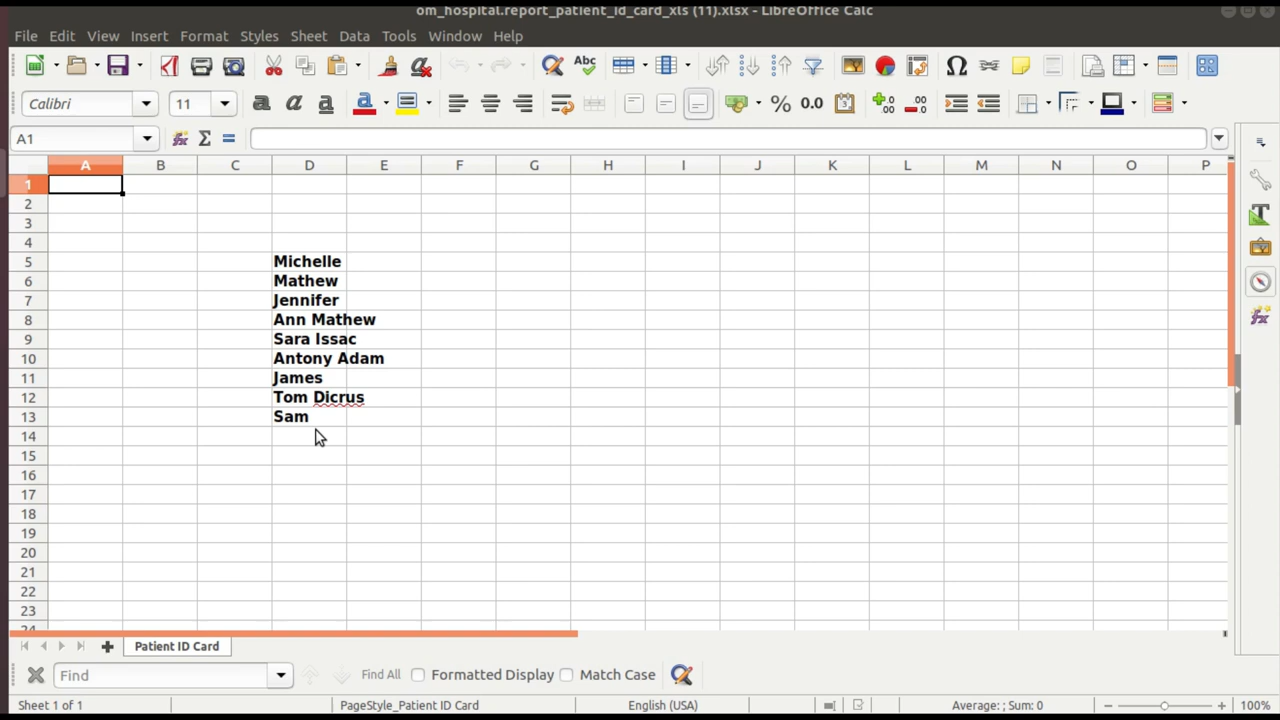 om_hospital.report_patient_id_card_xls (11).xlsx - LibreOffice Calc
File Edit View Insert Format Styles Sheet Data Tools Window Help
Abc
Calibri 11 a a a a % 0.0
A1 Σ =
A B C D E F G H I J K L M N O P
1
2
3
4
5 Michelle
6 Mathew
7 Jennifer
8 Ann Mathew
9 Sara Issac
10 Antony Adam
11 James
12 Tom Dicrus
13 Sam
14
15
16
17
18
19
20
21
22
23
24
Patient ID Card
Find Find All Formatted Display Match Case
Sheet 1 of 1 PageStyle_Patient ID Card English (USA) Average: ; Sum: 0 100%